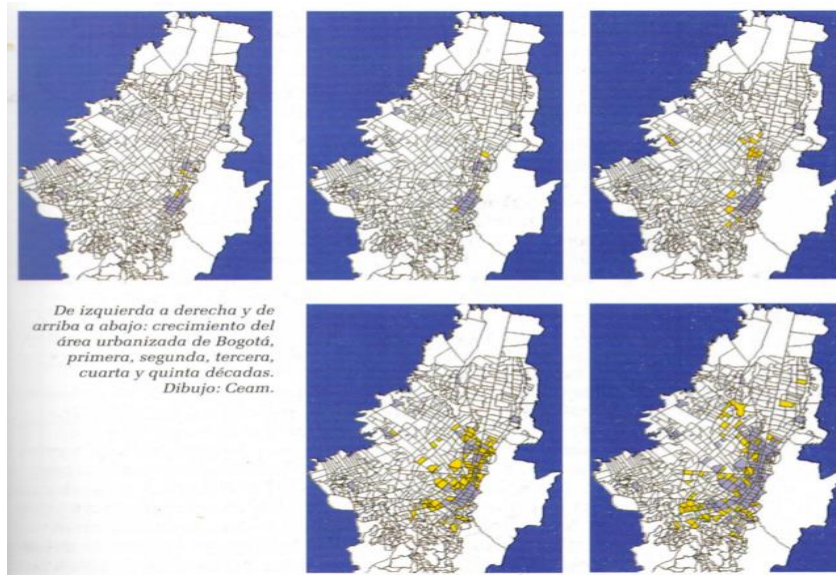 De izquierda a derecha y de
arriba a abajo: crecimiento del
área urbanizada de Bogotá,
primera, segunda, tercera,
cuarta y quinta décadas.
Dibujo: Ceam.